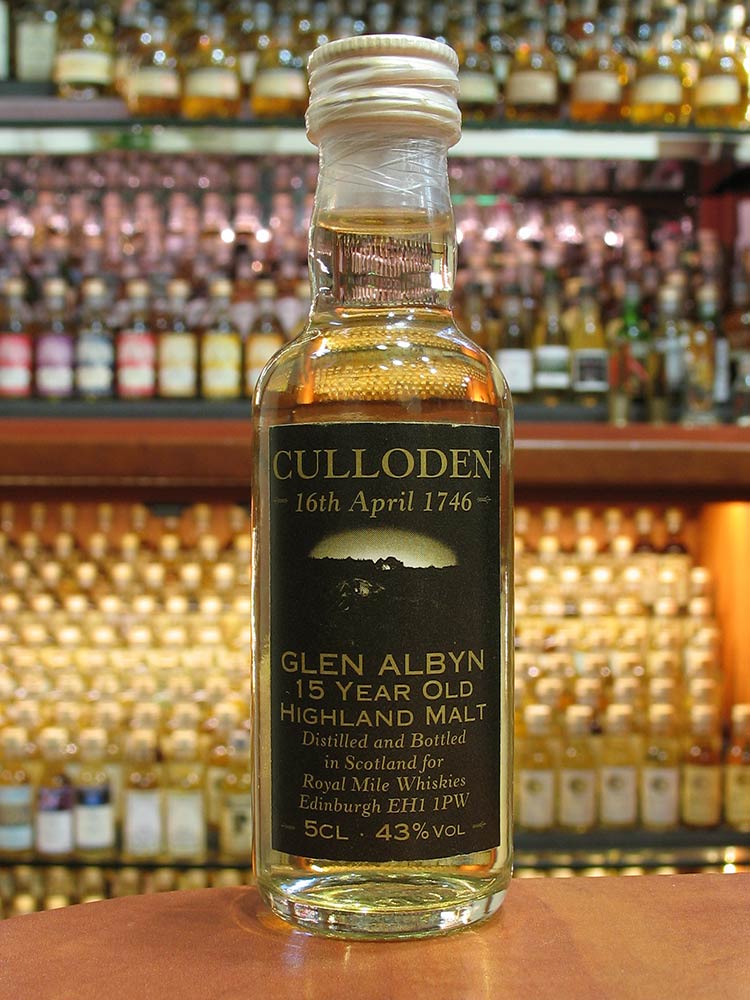 CULLODEN
16th April 1746
GLEN ALBYN
15 YEAR OLD
HIGHLAND MALT
Distilled and Bottled
in Scotland for
Royal Mile Whiskies
Edinburgh EH1 1PW
5CL · 43% VOL